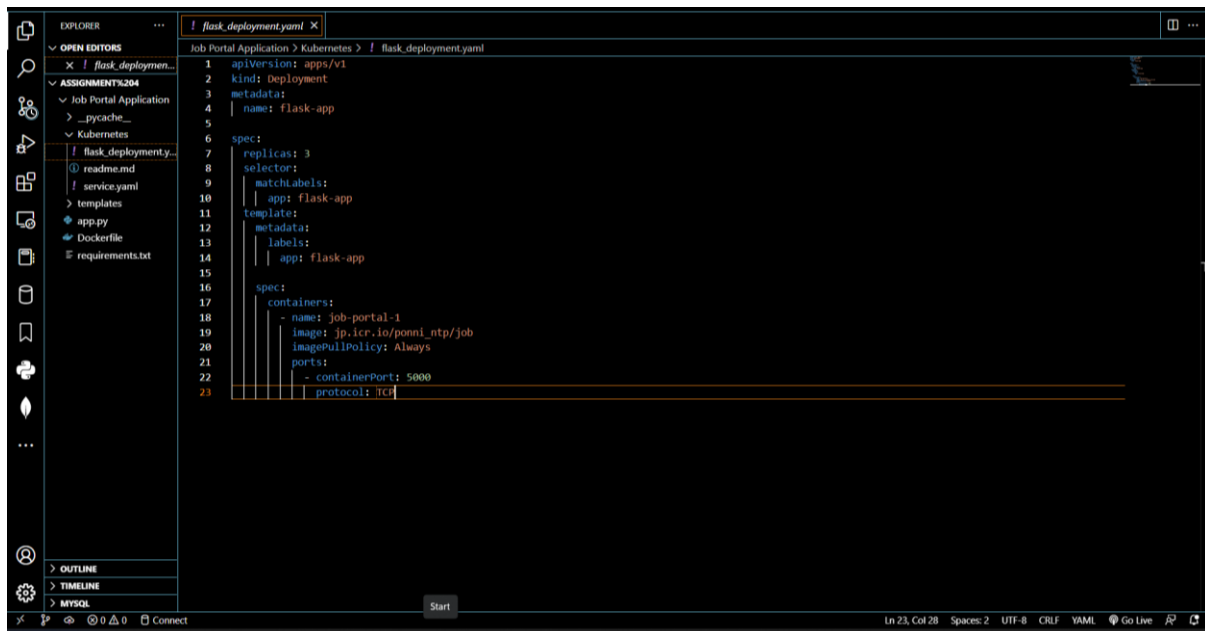 EXPLORER ...
! flask_deployment.yaml ×
OPEN EDITORS
× ! flask_deploymen...
ASSIGNMENT%204
Job Portal Application
__pycache__
Kubernetes
! flask_deployment.y...
readme.md
! service.yaml
templates
app.py
Dockerfile
requirements.txt
Job Portal Application > Kubernetes > ! flask_deployment.yaml
1 apiVersion: apps/v1
2 kind: Deployment
3 metadata:
4 name: flask-app
5
6 spec:
7 replicas: 3
8 selector:
9 matchLabels:
10 app: flask-app
11 template:
12 metadata:
13 labels:
14 app: flask-app
15
16 spec:
17 containers:
18 - name: job-portal-1
19 image: jp.icr.io/ponni_ntp/job
20 imagePullPolicy: Always
21 ports:
22 - containerPort: 5000
23 protocol: TCP
OUTLINE
TIMELINE
MYSQL
Start
0 0 Connect
Ln 23, Col 28 Spaces: 2 UTF-8 CRLF YAML Go Live